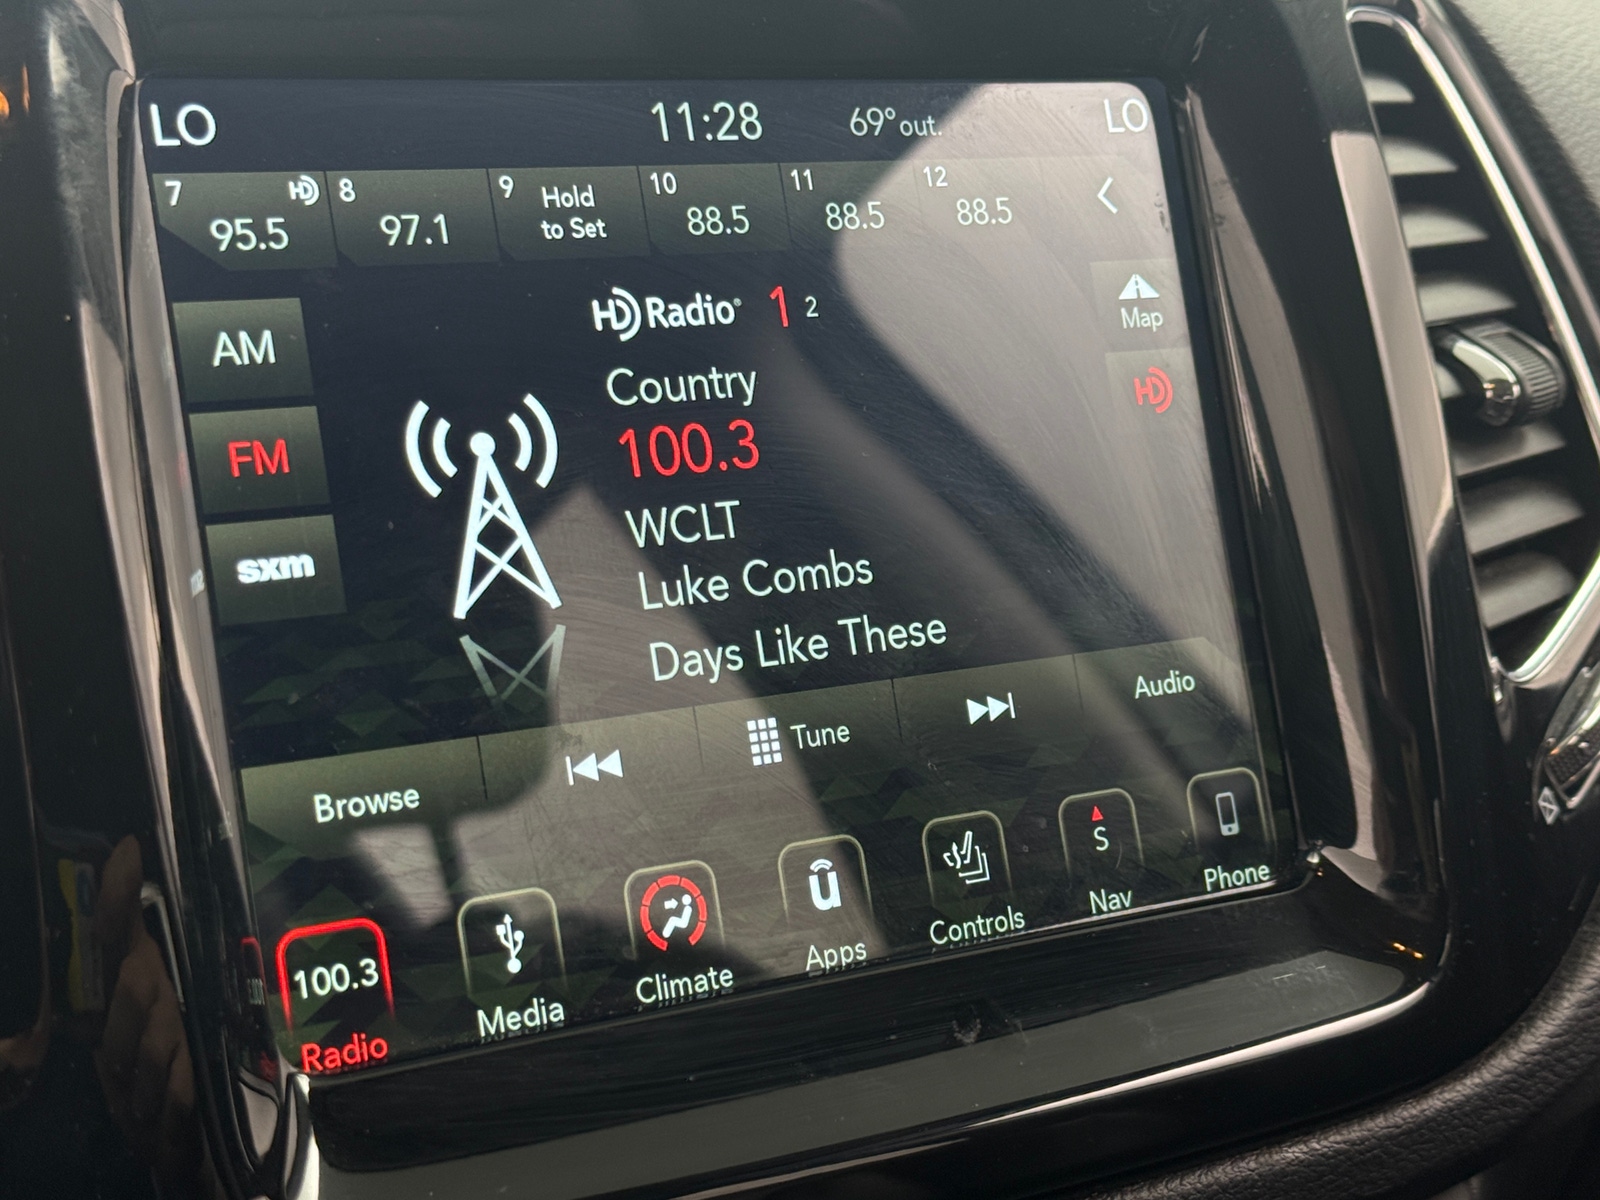 LO 11:28 69° out. LO
7 HD 8 9 Hold 10 11 12
95.5 97.1 to Set 88.5 88.5 88.5
HD Radio® 1 2
Map
AM
Country
HD
FM
100.3
WCLT
sxm
Luke Combs
Days Like These
Browse Tune Audio
100.3 ū S
Radio Media Climate Apps Controls Nav Phone